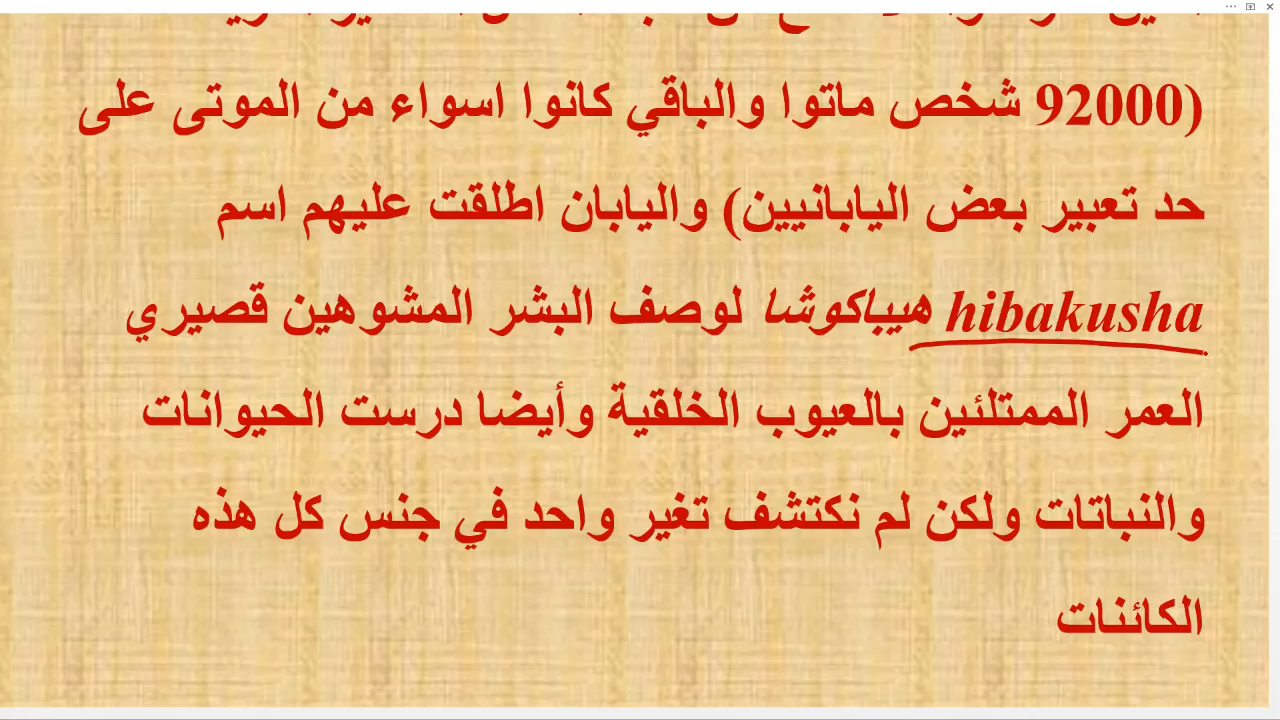 (92000 شخص ماتوا والباقي كانوا اسواء من الموتى على
حد تعبير بعض اليابانيين) واليابان اطلقت عليهم اسم
hibakusha هيباكوشا لوصف البشر المشوهين قصيري
العمر الممتلئين بالعيوب الخلقية وأيضا درست الحيوانات
والنباتات ولكن لم نكتشف تغير واحد في جنس كل هذه
الكائنات